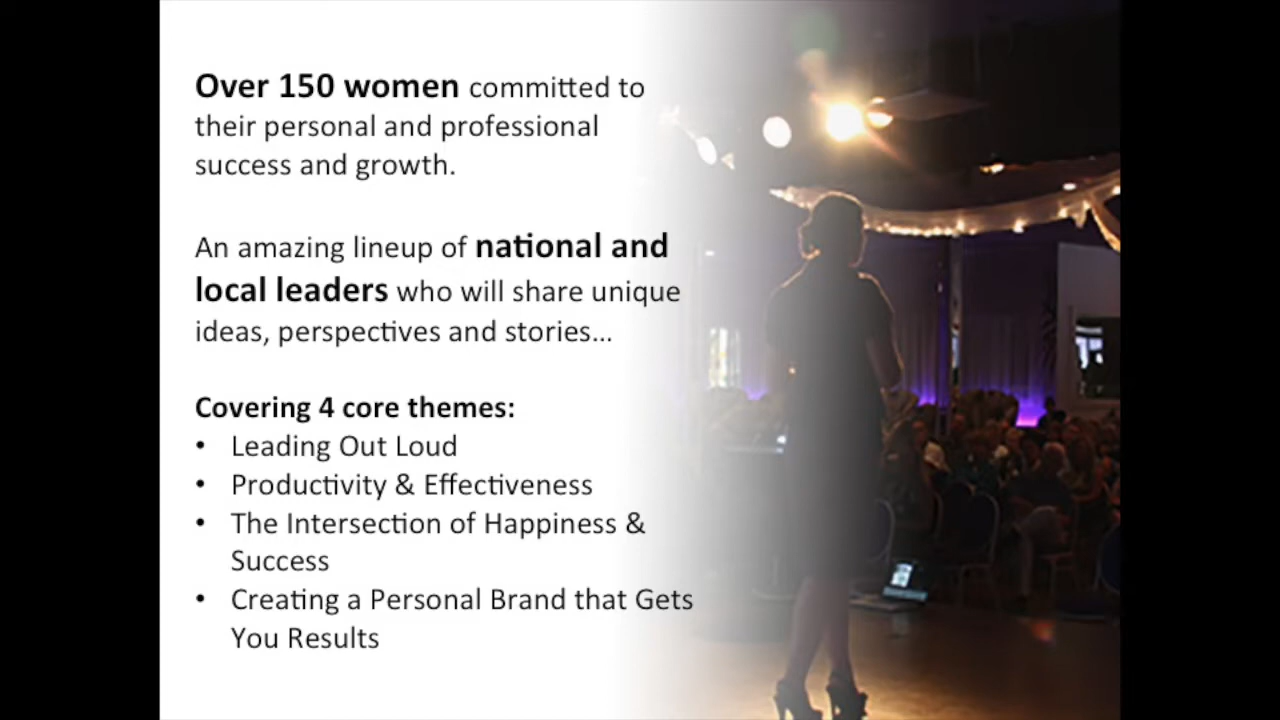 Over 150 women committed to
their personal and professional
success and growth.
An amazing lineup of national and
local leaders who will share unique
ideas, perspectives and stories...
Covering 4 core themes:
• Leading Out Loud
• Productivity & Effectiveness
• The Intersection of Happiness &
Success
• Creating a Personal Brand that Gets
You Results